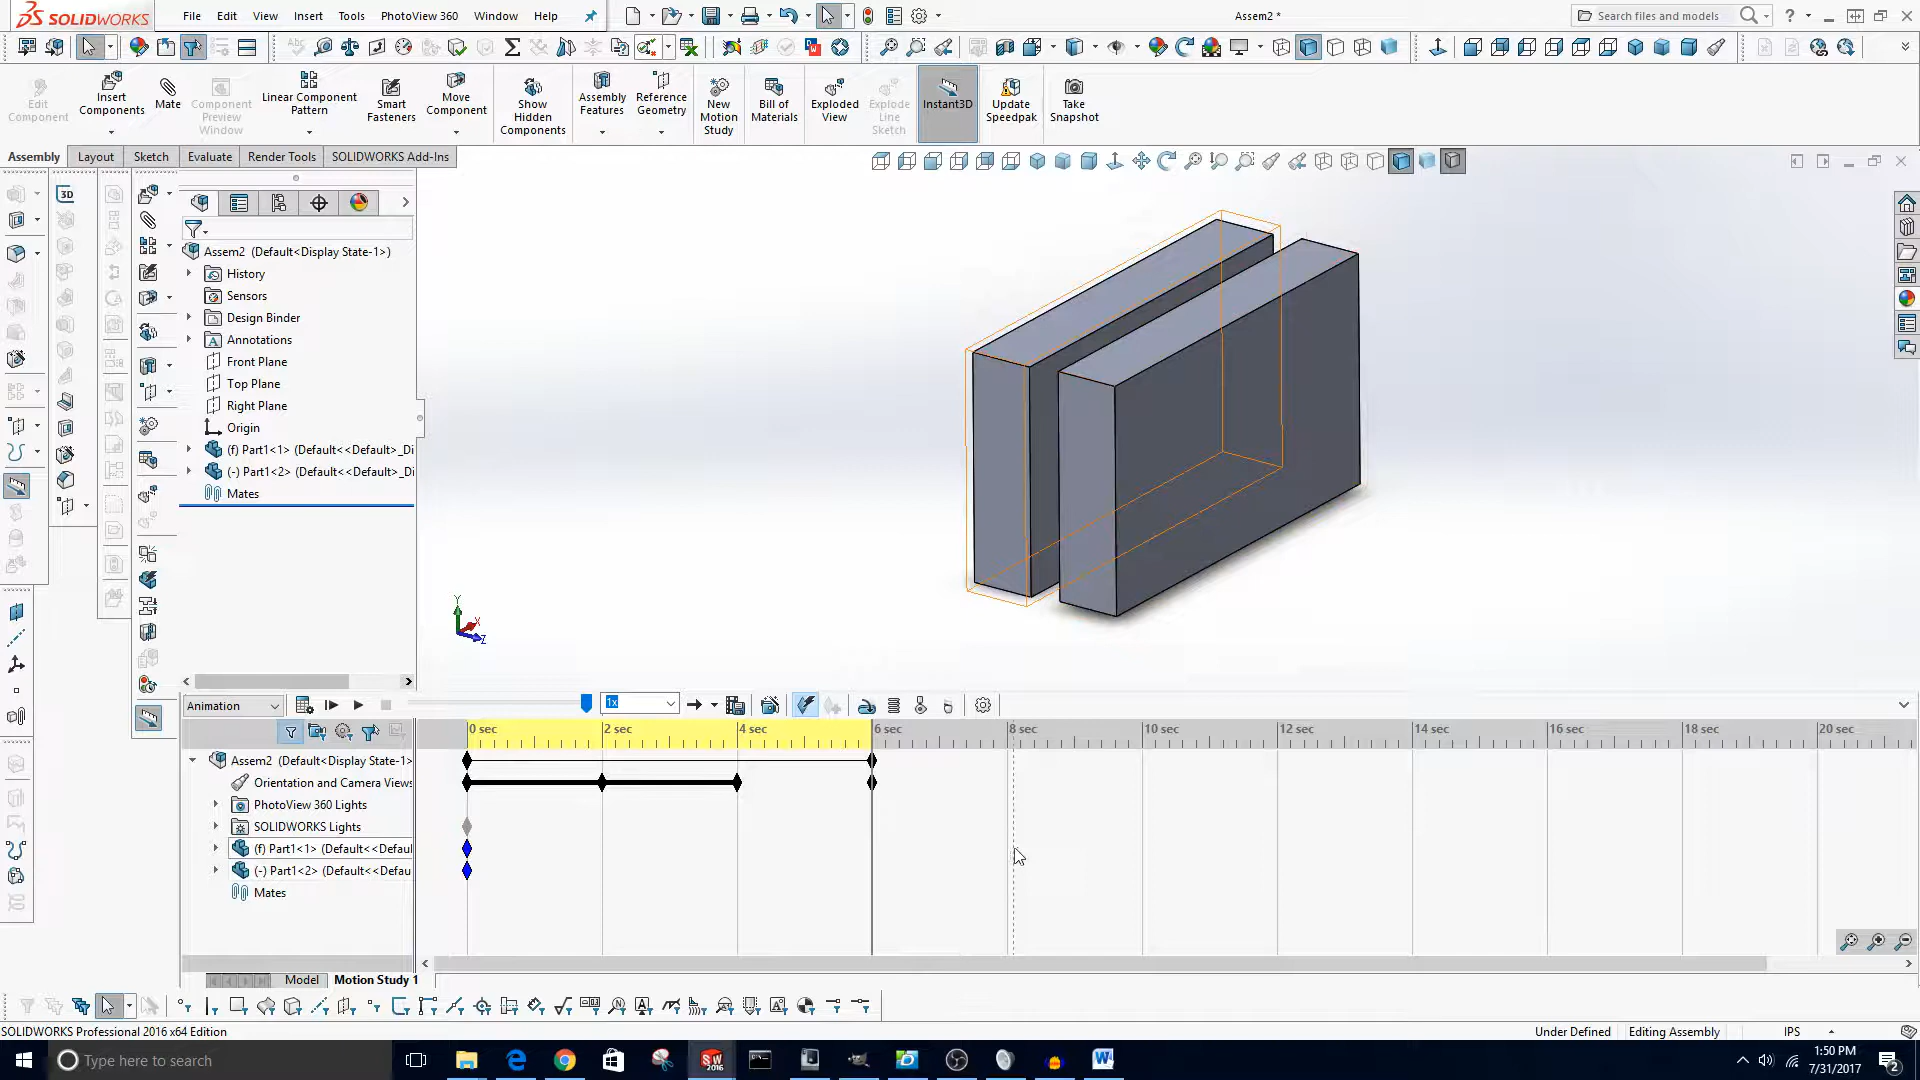 SOLIDWORKS
File Edit View Insert Tools PhotoView 360 Window Help
Assem2 *
Search files and models
Edit Component
Insert Components
Mate
Component Preview Window
Linear Component Pattern
Smart Fasteners
Move Component
Show Hidden Components
Assembly Features
Reference Geometry
New Motion Study
Bill of Materials
Exploded View
Explode Line Sketch
Instant3D
Update Speedpak
Take Snapshot
Assembly Layout Sketch Evaluate Render Tools SOLIDWORKS Add-Ins
3D
Assem2 (Default<Display State-1>)
History
Sensors
Design Binder
Annotations
Front Plane
Top Plane
Right Plane
Origin
(f) Part1<1> (Default<<Default>_Di
(-) Part1<2> (Default<<Default>_Di
Mates
Y
X
Z
Animation
1x
0 sec 2 sec 4 sec 6 sec 8 sec 10 sec 12 sec 14 sec 16 sec 18 sec 20 sec
Assem2 (Default<Display State-1>
Orientation and Camera Views
PhotoView 360 Lights
SOLIDWORKS Lights
(f) Part1<1> (Default<<Defaul
(-) Part1<2> (Default<<Defau
Mates
Model Motion Study 1
SOLIDWORKS Professional 2016 x64 Edition
Under Defined Editing Assembly IPS
Type here to search
SW 2016
1:50 PM
7/31/2017
2